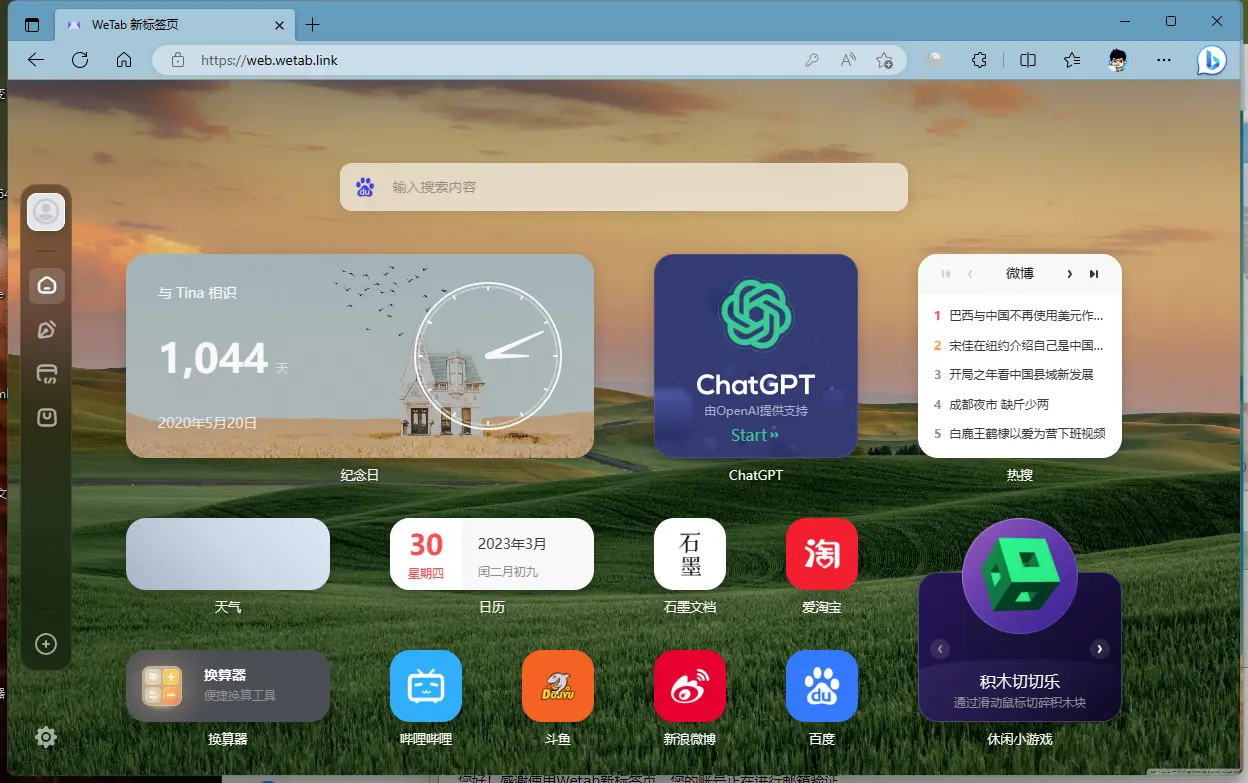 WeTab 新标签页
https://web.wetab.link
输入搜索内容
与 Tina 相识
1,044 天
2020年5月20日
纪念日
ChatGPT
由OpenAI提供支持
Start
ChatGPT
微博
1 巴西与中国不再使用美元作...
2 宋佳在纽约介绍自己是中国...
3 开局之年看中国县域新发展
4 成都夜市 缺斤少两
5 白鹿王鹤棣以爱为营下班视频
热搜
天气
30
星期四
2023年3月
闰二月初九
日历
石墨
石墨文档
淘
爱淘宝
换算器
便捷换算工具
换算器
哔哩哔哩
DOUYU
斗鱼
新浪微博
du
百度
积木切切乐
通过滑动鼠标切碎积木块
休闲小游戏
您好！感谢使用Wetab新标签页，您的账号正在进行邮箱验证